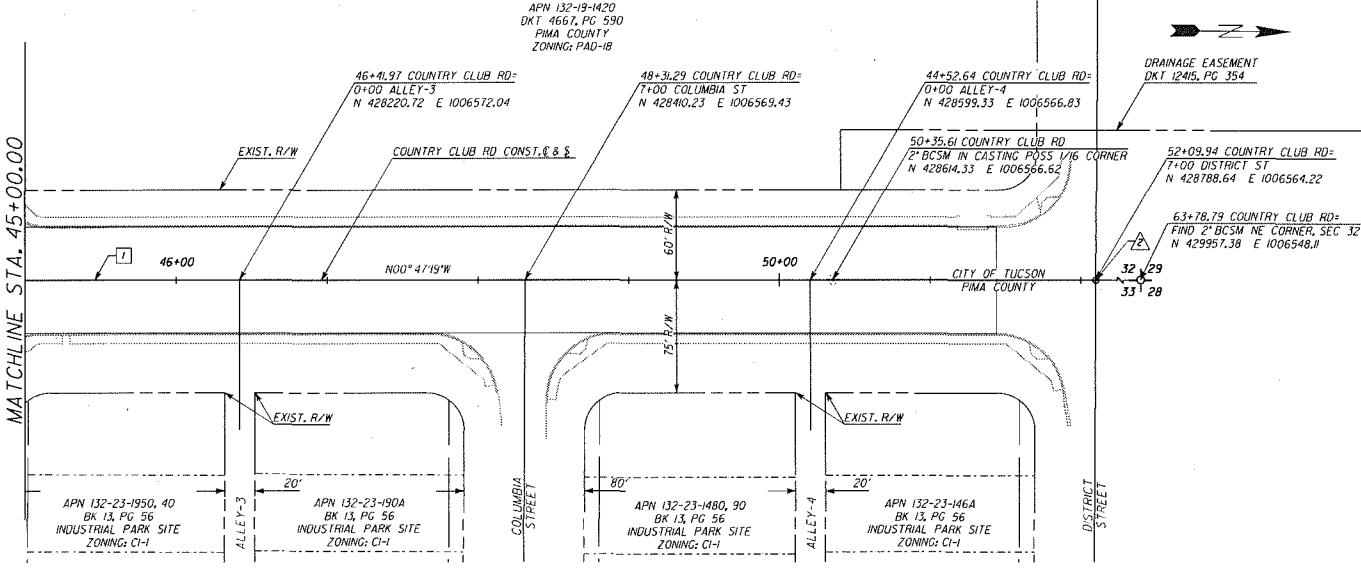 APN 132-19-1420
DKT 4667, PG 590
PIMA COUNTY
ZONING: PAD-18
Z
DRAINAGE EASEMENT
DKT 12415, PG 354
46+41.97 COUNTRY CLUB RD=
0+00 ALLEY-3
N 428220.72 E 1006572.04
48+31.29 COUNTRY CLUB RD=
7+00 COLUMBIA ST
N 428410.23 E 1006569.43
44+52.64 COUNTRY CLUB RD=
0+00 ALLEY-4
N 428599.33 E 1006566.83
50+35.61 COUNTRY CLUB RD
2" BCSM IN CASTING POSS 1/16 CORNER
N 428614.33 E 1006566.62
52+09.94 COUNTRY CLUB RD=
7+00 DISTRICT ST
N 428788.64 E 1006564.22
63+78.79 COUNTRY CLUB RD=
FIND 2" BCSM NE CORNER, SEC 32
N 429957.38 E 1006548.11
MATCHLINE STA. 45+00.00
EXIST. R/W
COUNTRY CLUB RD CONST. ℄ &
60' R/W
75' R/W
1
46+00
N00° 47'19"W
50+00
CITY OF TUCSON
PIMA COUNTY
2
32 29
33 28
EXIST. R/W
EXIST. R/W
20'
80'
20'
APN 132-23-1950, 40
BK 13, PG 56
INDUSTRIAL PARK SITE
ZONING: CI-1
ALLEY-3
APN 132-23-190A
BK 13, PG 56
INDUSTRIAL PARK SITE
ZONING: CI-1
COLUMBIA
STREET
APN 132-23-1480, 90
BK 13, PG 56
INDUSTRIAL PARK SITE
ZONING: CI-1
ALLEY-4
APN 132-23-146A
BK 13, PG 56
INDUSTRIAL PARK SITE
ZONING: CI-1
DISTRICT
STREET